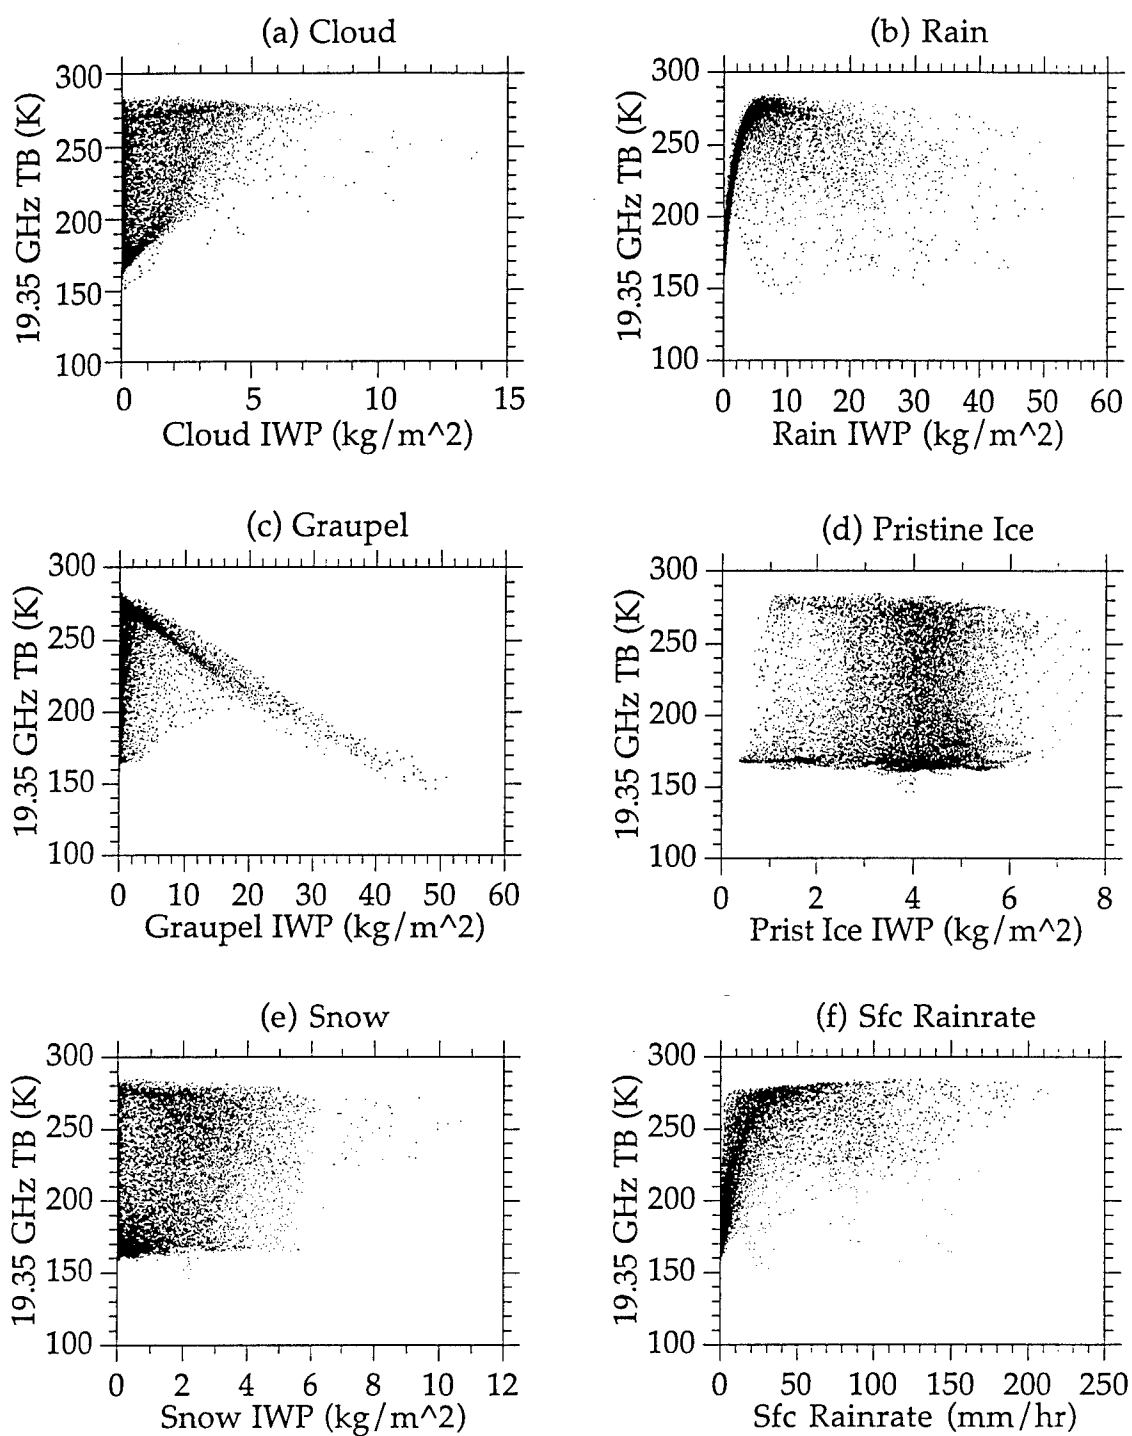 (a) Cloud
19.35 GHz TB (K)
300
250
200
150
100
0 5 10 15
Cloud IWP (kg/m^2)
(b) Rain
19.35 GHz TB (K)
300
250
200
150
100
0 10 20 30 40 50 60
Rain IWP (kg/m^2)
(c) Graupel
19.35 GHz TB (K)
300
250
200
150
100
0 10 20 30 40 50 60
Graupel IWP (kg/m^2)
(d) Pristine Ice
19.35 GHz TB (K)
300
250
200
150
100
0 2 4 6 8
Prist Ice IWP (kg/m^2)
(e) Snow
19.35 GHz TB (K)
300
250
200
150
100
0 2 4 6 8 10 12
Snow IWP (kg/m^2)
(f) Sfc Rainrate
19.35 GHz TB (K)
300
250
200
150
100
0 50 100 150 200 250
Sfc Rainrate (mm/hr)